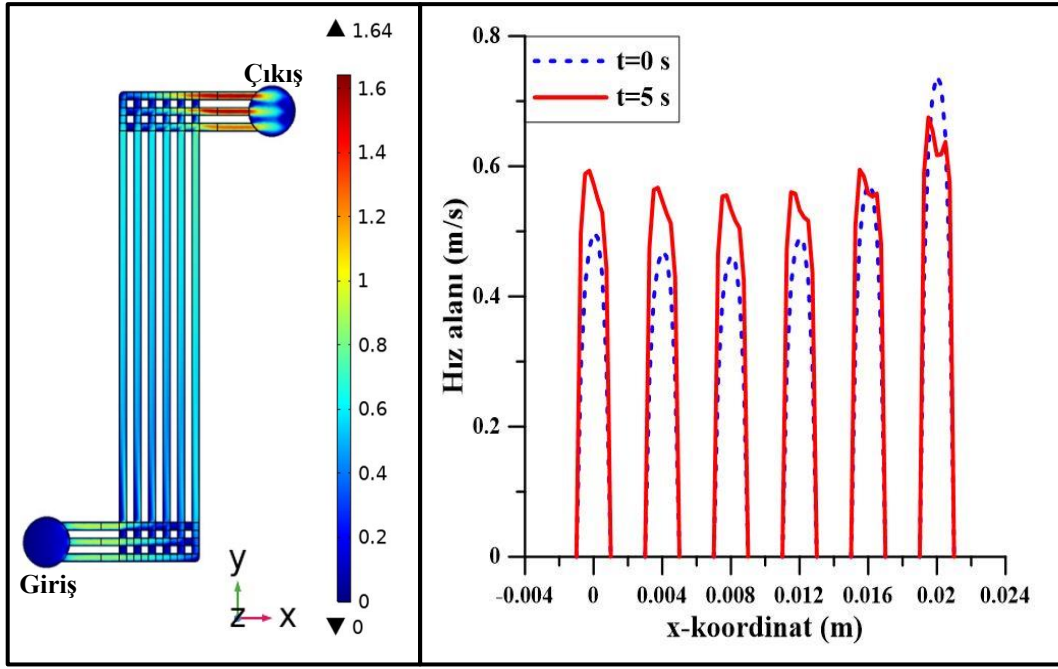 ▲ 1.64
Çıkış
1.6
1.4
1.2
1
0.8
0.6
0.4
0.2
0
▼ 0
Giriş
y
z
x
0.8
0.6
0.4
0.2
0
Hız alanı (m/s)
t=0 s
t=5 s
-0.004 0 0.004 0.008 0.012 0.016 0.02 0.024
x-koordinat (m)